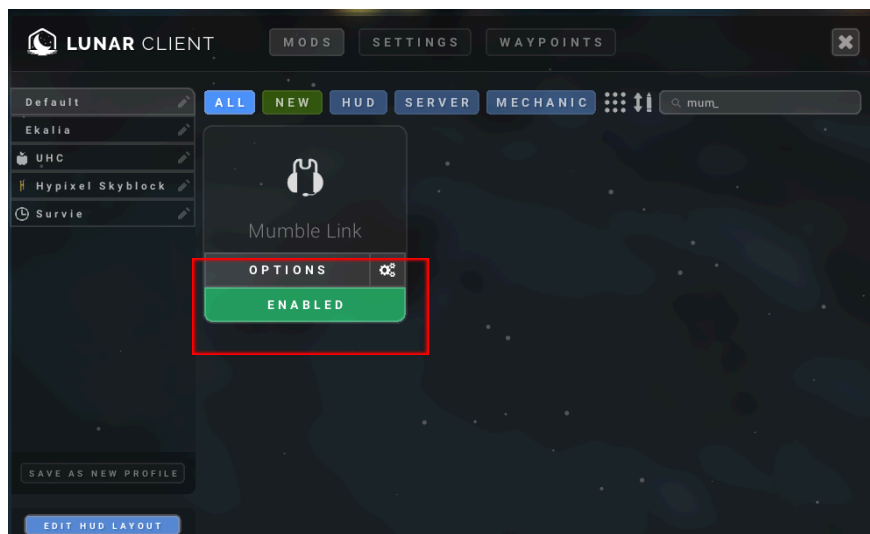 LUNAR CLIENT
MODS SETTINGS WAYPOINTS
Default
Ekalia
UHC
Hypixel Skyblock
Survie
ALL NEW HUD SERVER MECHANIC mum_
Mumble Link
OPTIONS
ENABLED
SAVE AS NEW PROFILE
EDIT HUD LAYOUT